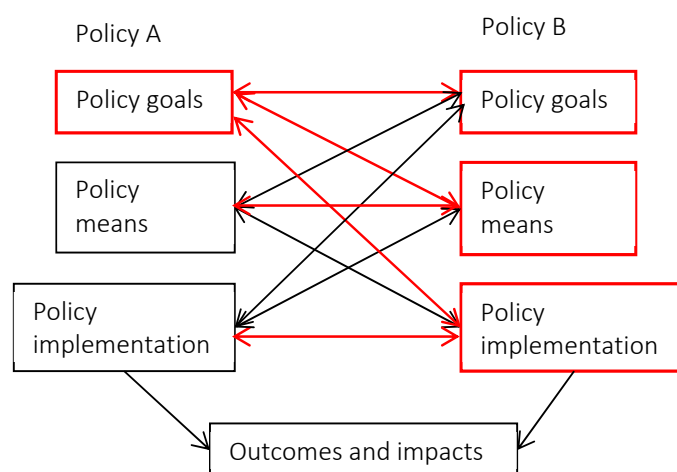 Policy A
Policy B
Policy goals
Policy goals
Policy
means
Policy
means
Policy
implementation
Policy
implementation
Outcomes and impacts